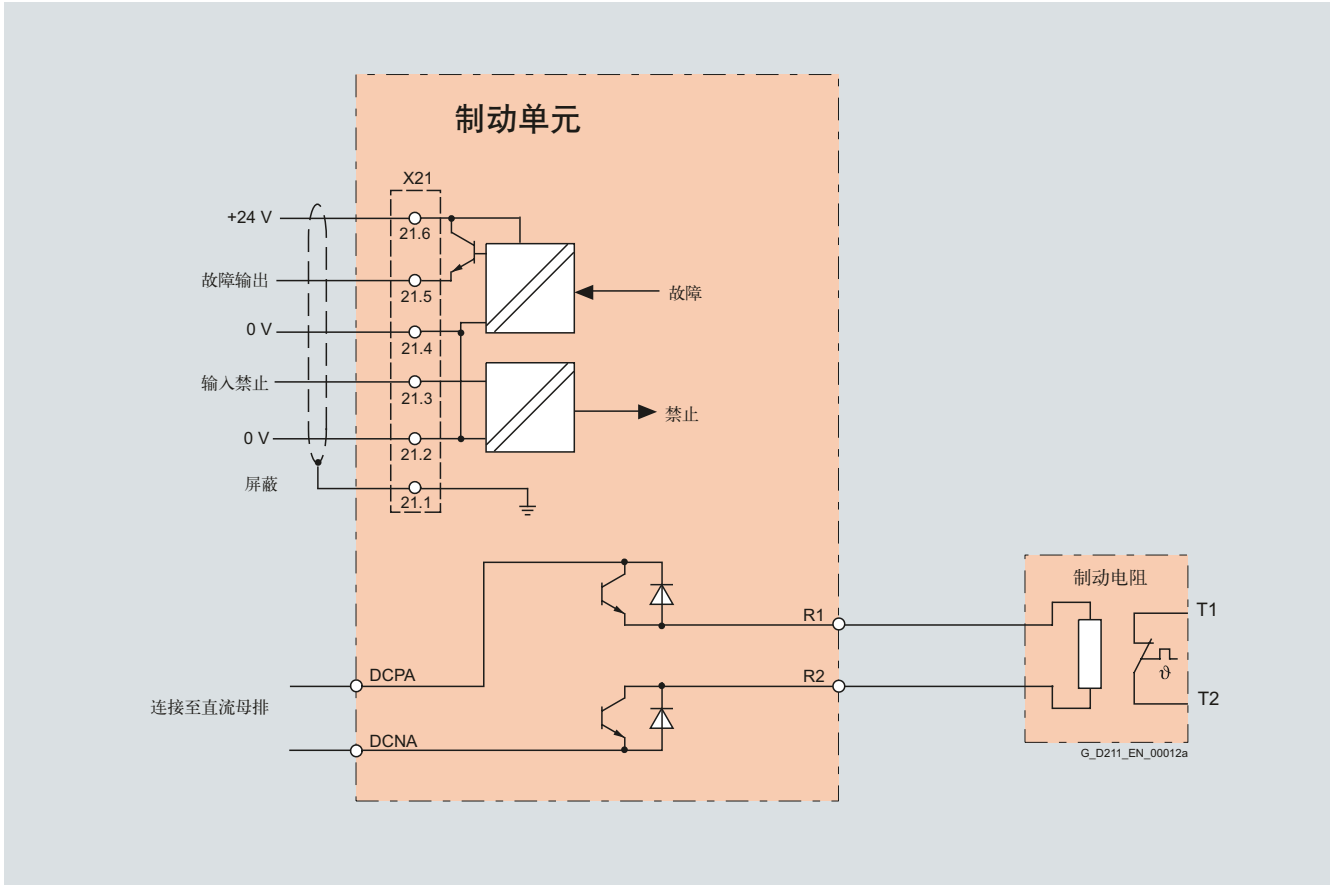 制动单元
X21
+24 V
21.6
故障输出
21.5
故障
0 V
21.4
输入禁止
21.3
禁止
0 V
21.2
屏蔽
21.1
制动电阻
R1
T1
DCPA
R2
ϑ
连接至直流母排
T2
DCNA
G_D211_EN_00012a